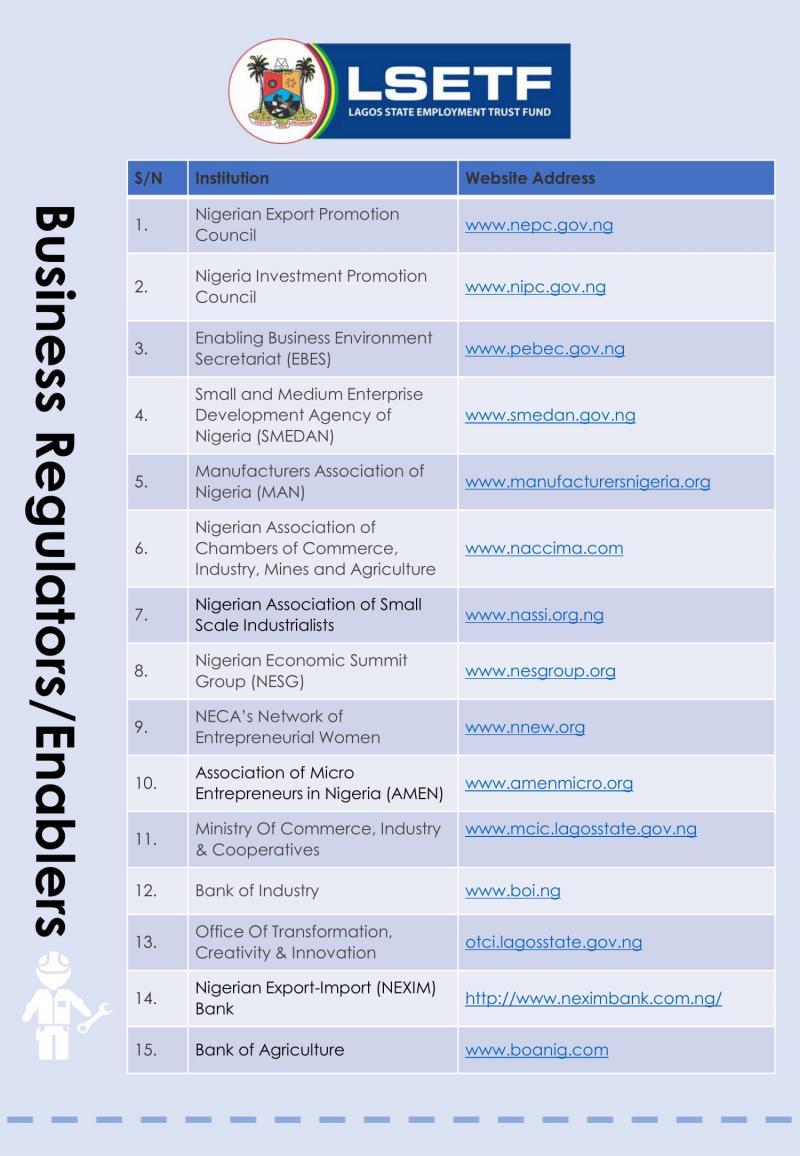 LSETF
LAGOS STATE EMPLOYMENT TRUST FUND
Business Regulators/Enablers
S/N Institution Website Address
1. Nigerian Export Promotion
Council www.nepc.gov.ng
2. Nigeria Investment Promotion
Council www.nipc.gov.ng
3. Enabling Business Environment
Secretariat (EBES) www.pebec.gov.ng
4. Small and Medium Enterprise
Development Agency of
Nigeria (SMEDAN) www.smedan.gov.ng
5. Manufacturers Association of
Nigeria (MAN) www.manufacturersnigeria.org
6. Nigerian Association of
Chambers of Commerce,
Industry, Mines and Agriculture www.naccima.com
7. Nigerian Association of Small
Scale Industrialists www.nassi.org.ng
8. Nigerian Economic Summit
Group (NESG) www.nesgroup.org
9. NECA’s Network of
Entrepreneurial Women www.nnew.org
10. Association of Micro
Entrepreneurs in Nigeria (AMEN) www.amenmicro.org
11. Ministry Of Commerce, Industry
& Cooperatives www.mcic.lagosstate.gov.ng
12. Bank of Industry www.boi.ng
13. Office Of Transformation,
Creativity & Innovation otci.lagosstate.gov.ng
14. Nigerian Export-Import (NEXIM)
Bank http://www.neximbank.com.ng/
15. Bank of Agriculture www.boanig.com